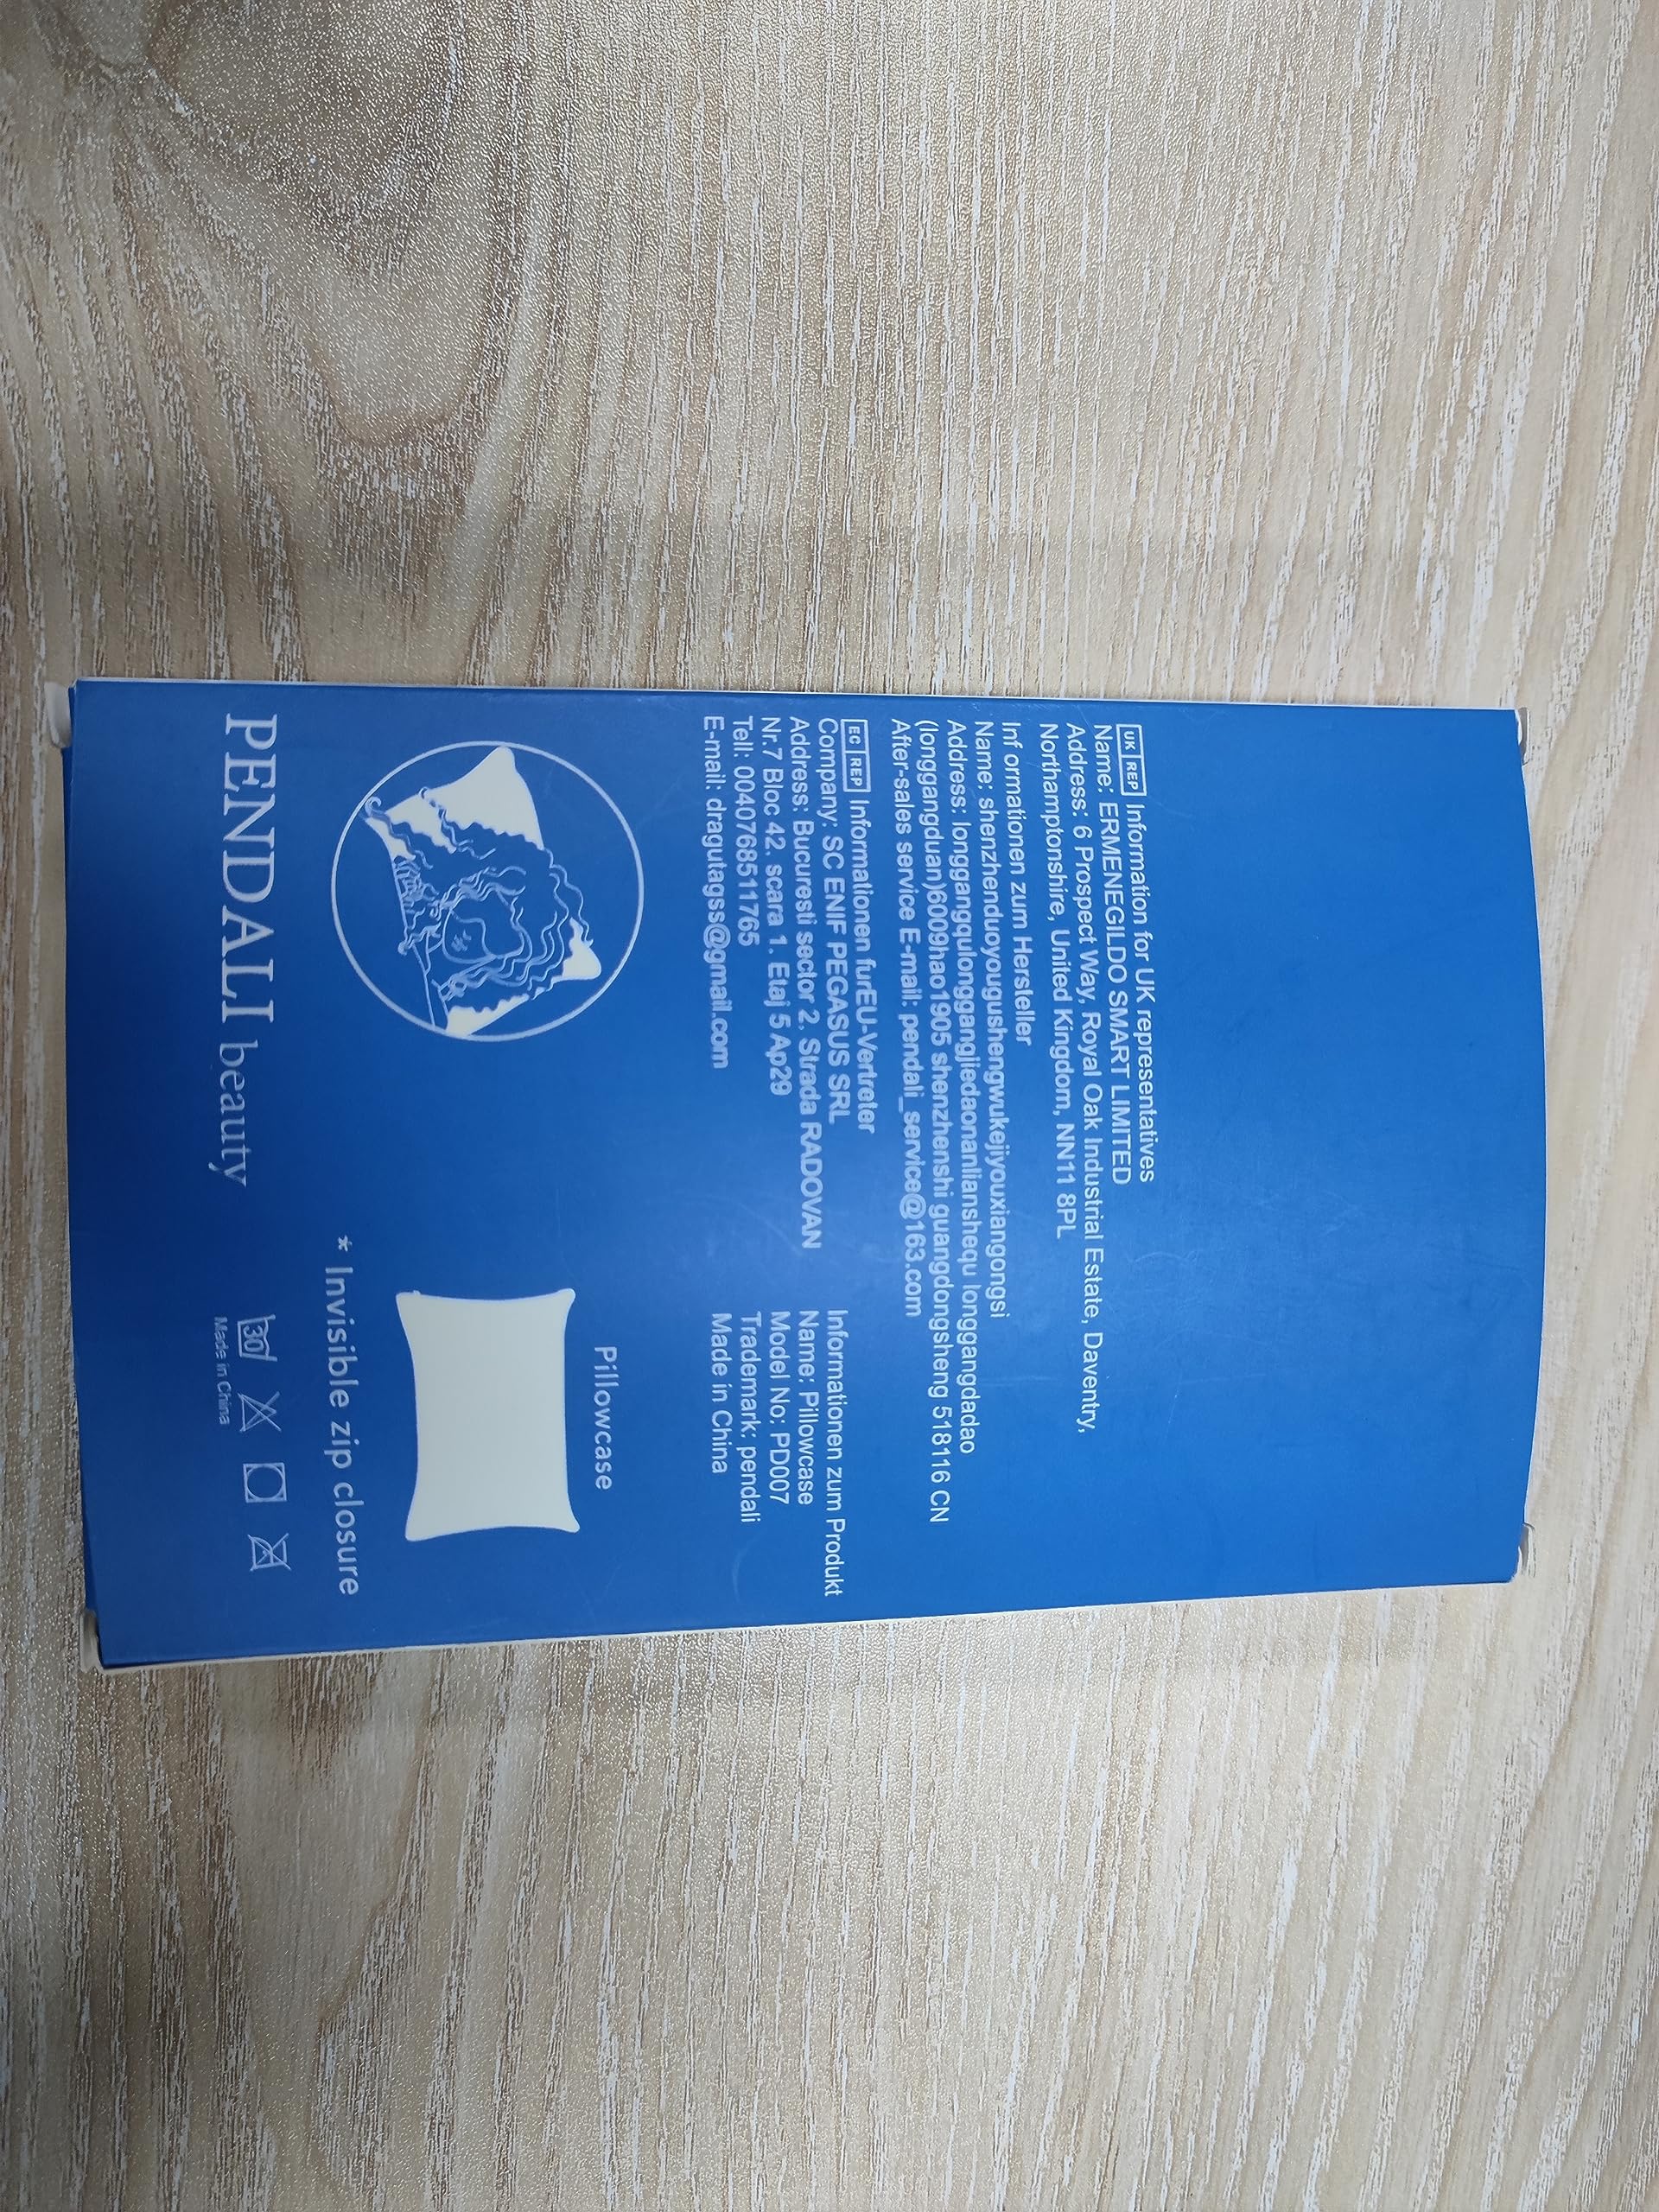 UK REP Information for UK representatives
Name: ERMENEGILDO SMART LIMITED
Address: 6 Prospect Way, Royal Oak Industrial Estate, Daventry,
Northamptonshire, United Kingdom, NN11 8PL
Inf ormationen zum Hersteller
Name: shenzhenduoyougushengwukejiyouxiangongsi
Address: longgangqulonggangjiedaonanlianshequ longgangdadao
(longgangduan)6009hao1905 shenzhenshi guangdongsheng 518116 CN
After-sales service E-mail: pendali_service@163.com
EC REP Informationen furEU-Vertreter
Company: SC ENIF PEGASUS SRL
Address: Bucuresti sector 2. Strada RADOVAN
Nr.7 Bloc 42. scara 1. Etaj 5 Ap29
Tell: 0040768511765
E-mail: dragutagss@gmail.com
Informationen zum Produkt
Name: Pillowcase
Model No: PD007
Trademark: pendali
Made in China
Pillowcase
* Invisible zip closure
PENDALI beauty
30
Made in China